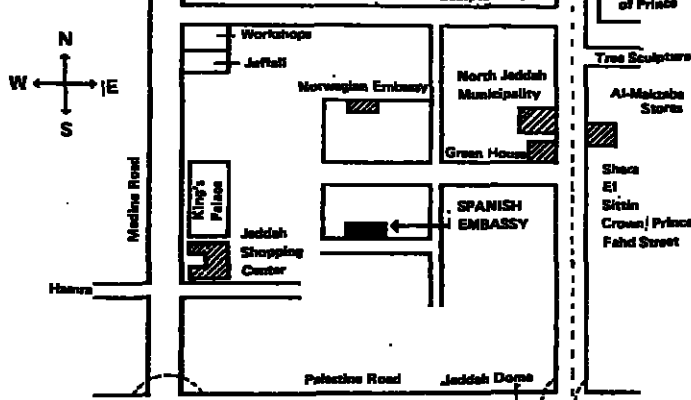 of Prince
Workshops
N
W
E
S
Jaffali
Tree Sculpture
Norwegian Embassy
North Jeddah
Municipality
Al-Maktaba
Stores
Green House
Medina Road
King's
Palace
SPANISH
EMBASSY
Shara
El
Sittin
Crown Prince
Fahd Street
Jeddah
Shopping
Center
Hamra
Palestine Road
Jeddah Dome